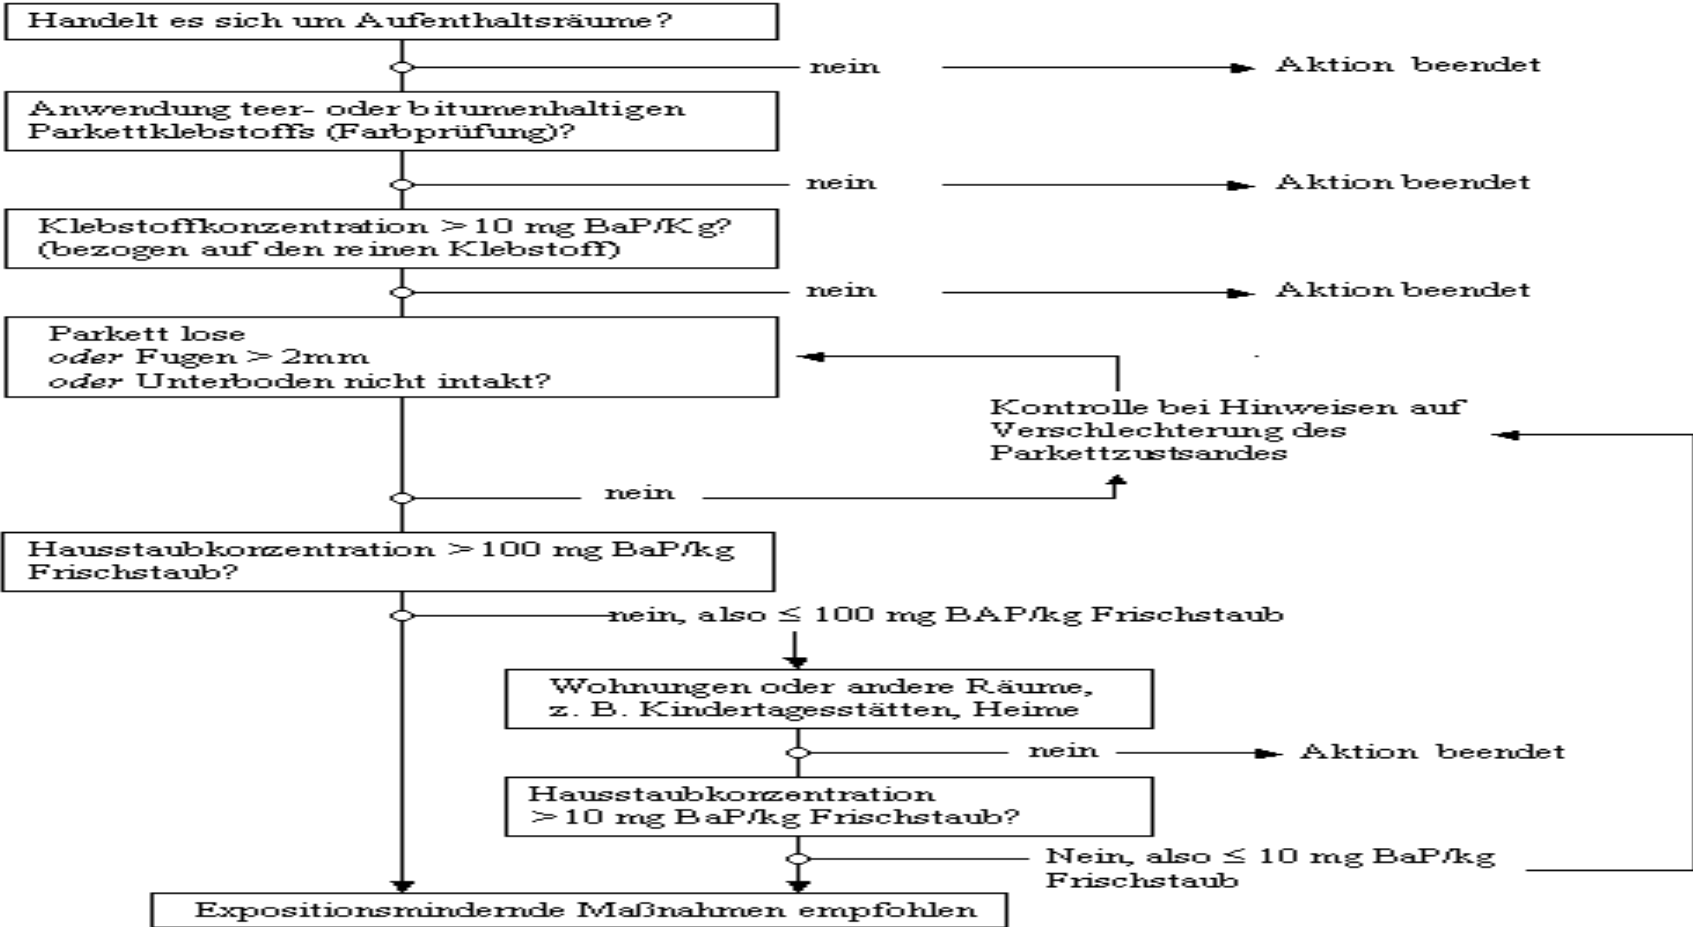 Handelt es sich um Aufenthaltsräume?
nein
Aktion beendet
Anwendung teer- oder bitumenhaltigen
Parkettklebstoffs (Farbprüfung)?
nein
Aktion beendet
Klebstoffkonzentration > 10 mg BaP/Kg?
(bezogen auf den reinen Klebstoff)
nein
Aktion beendet
Parkett lose
oder Fugen > 2mm
oder Unterboden nicht intakt?
Kontrolle bei Hinweisen auf
Verschlechterung des
Parkettzustsandes
nein
Hausstaubkonzentration > 100 mg BaP/kg
Frischstaub?
nein, also ≤ 100 mg BAP/kg Frischstaub
Wohnungen oder andere Räume,
z. B. Kindertagesstätten, Heime
nein
Aktion beendet
Hausstaubkonzentration
> 10 mg BaP/kg Frischstaub?
Nein, also ≤ 10 mg BaP/kg
Frischstaub
Expositionsmindernde Maßnahmen empfohlen